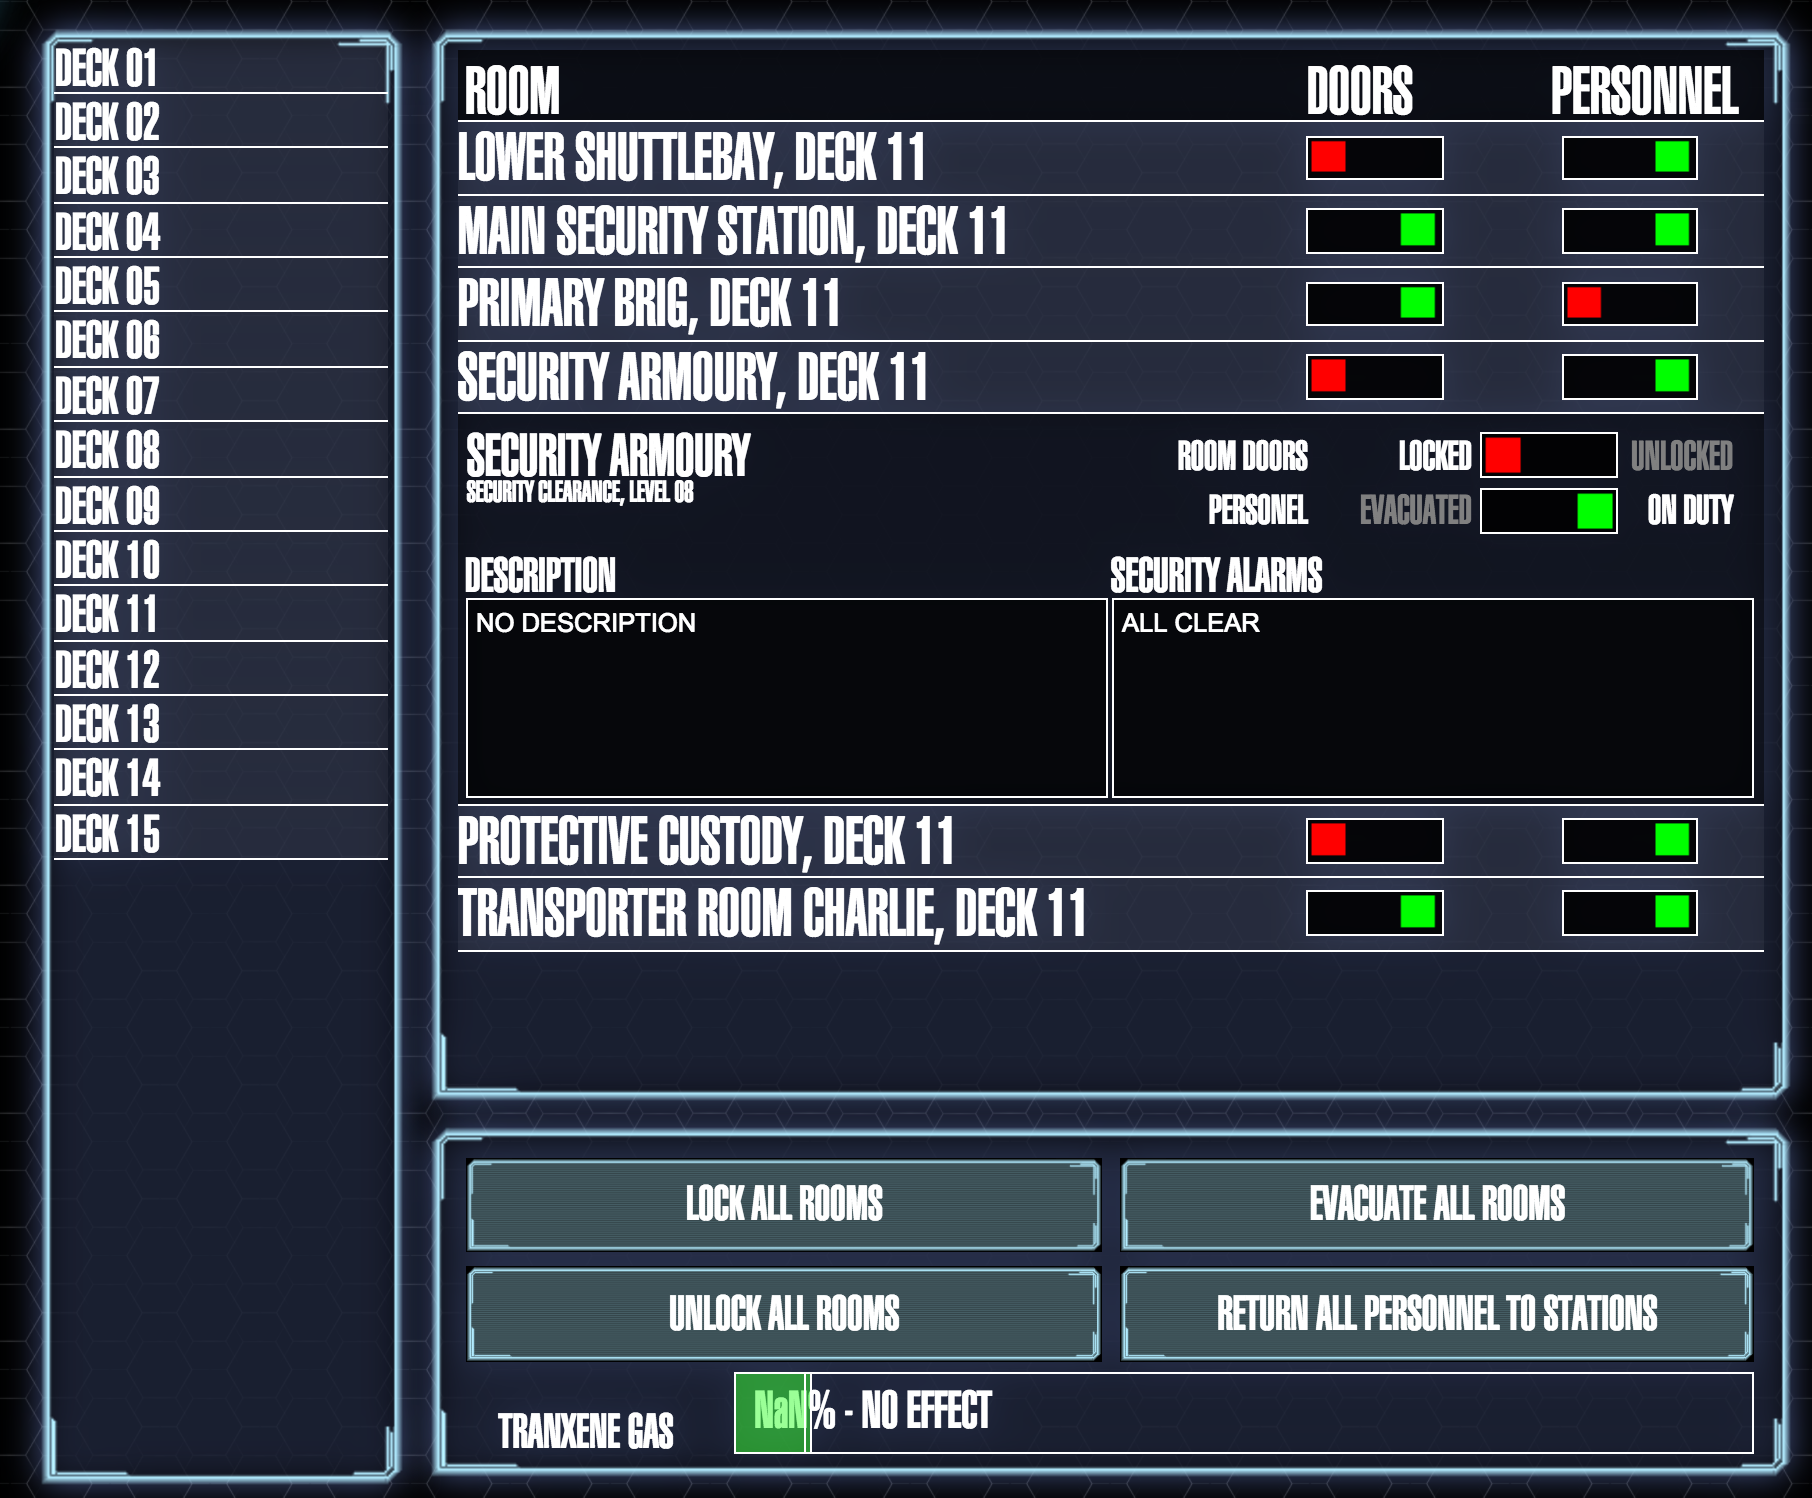 DECK 01
DECK 02
DECK 03
DECK 04
DECK 05
DECK 06
DECK 07
DECK 08
DECK 09
DECK 10
DECK 11
DECK 12
DECK 13
DECK 14
DECK 15
ROOM DOORS PERSONNEL
LOWER SHUTTLEBAY, DECK 11
MAIN SECURITY STATION, DECK 11
PRIMARY BRIG, DECK 11
SECURITY ARMOURY, DECK 11
SECURITY ARMOURY
SECURITY CLEARANCE, LEVEL 08
ROOM DOORS LOCKED UNLOCKED
PERSONEL EVACUATED ON DUTY
DESCRIPTION
NO DESCRIPTION
SECURITY ALARMS
ALL CLEAR
PROTECTIVE CUSTODY, DECK 11
TRANSPORTER ROOM CHARLIE, DECK 11
LOCK ALL ROOMS
EVACUATE ALL ROOMS
UNLOCK ALL ROOMS
RETURN ALL PERSONNEL TO STATIONS
TRANXENE GAS
NaN% - NO EFFECT